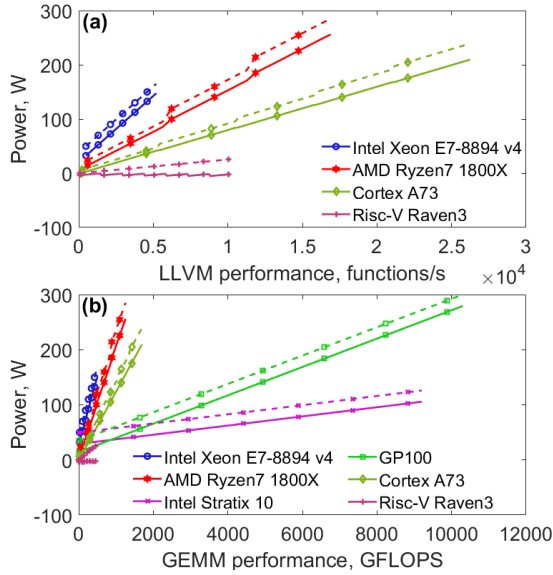 300
(a)
200
100
0
-100
Power, W
Intel Xeon E7-8894 v4
AMD Ryzen7 1800X
Cortex A73
Risc-V Raven3
0 0.5 1 1.5 2 2.5 3
LLVM performance, functions/s
×10⁴
300
(b)
200
100
0
-100
Power, W
Intel Xeon E7-8894 v4 GP100
AMD Ryzen7 1800X Cortex A73
Intel Stratix 10 Risc-V Raven3
0 2000 4000 6000 8000 10000 12000
GEMM performance, GFLOPS